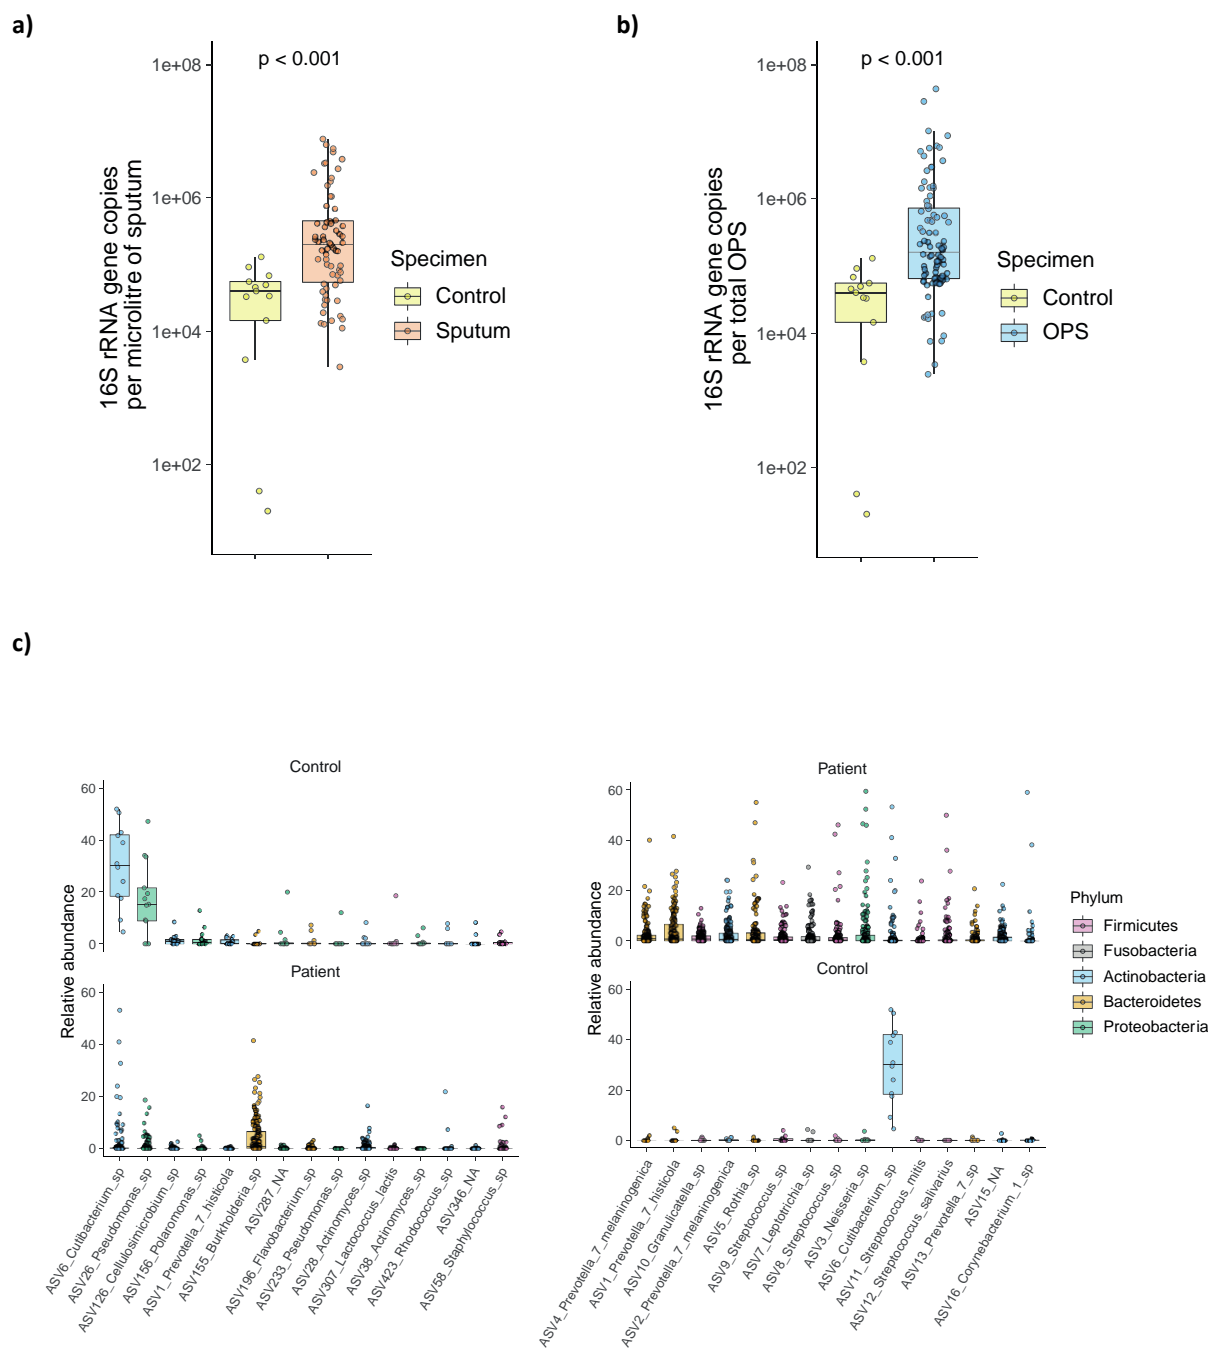 a)
p < 0.001
1e+08
1e+06
1e+04
1e+02
16S rRNA gene copies
per microlitre of sputum
Specimen
Control
Sputum
b)
p < 0.001
1e+08
1e+06
1e+04
1e+02
16S rRNA gene copies
per total OPS
Specimen
Control
OPS
c)
Control
60
40
20
0
Patient
60
40
20
0
Relative abundance
ASV6_Cutibacterium_sp
ASV26_Pseudomonas_sp
ASV126_Cellulosimicrobium_sp
ASV156_Polaromonas_sp
ASV1_Prevotella_7_histicola
ASV155_Burkholderia_sp
ASV287_NA
ASV196_Flavobacterium_sp
ASV233_Pseudomonas_sp
ASV28_Actinomyces_sp
ASV307_Lactococcus_lactis
ASV38_Actinomyces_sp
ASV423_Rhodococcus_sp
ASV346_NA
ASV58_Staphylococcus_sp
Patient
60
40
20
0
Control
60
40
20
0
Relative abundance
ASV4_Prevotella_7_melaninogenica
ASV1_Prevotella_7_histicola
ASV10_Granulicatella_sp
ASV2_Prevotella_7_melaninogenica
ASV5_Rothia_sp
ASV9_Streptococcus_sp
ASV7_Leptotrichia_sp
ASV8_Streptococcus_sp
ASV3_Neisseria_sp
ASV6_Cutibacterium_sp
ASV11_Streptococcus_mitis
ASV12_Streptococcus_salivarius
ASV13_Prevotella_7_sp
ASV15_NA
ASV16_Corynebacterium_1_sp
Phylum
Firmicutes
Fusobacteria
Actinobacteria
Bacteroidetes
Proteobacteria